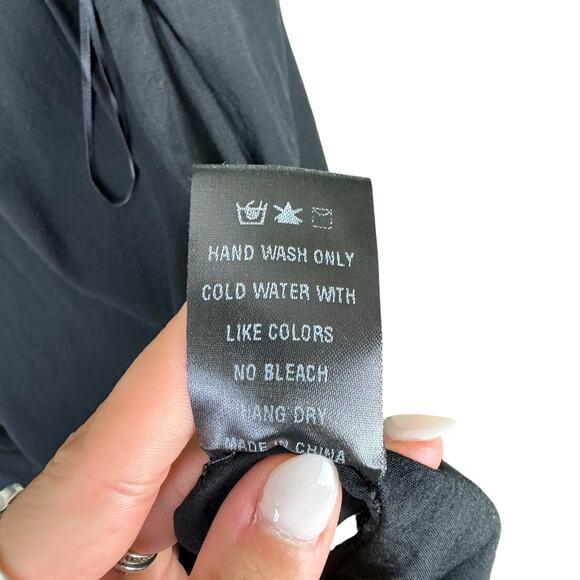 HAND WASH ONLY
COLD WATER WITH
LIKE COLORS
NO BLEACH
HANG DRY
MADE IN CHINA